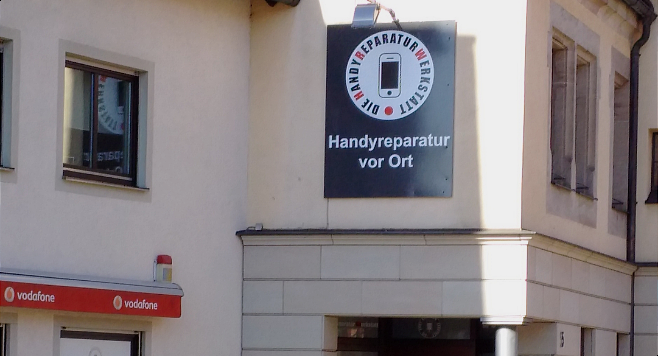 DIE HANDYREPARATURWERKSTATT
Handyreparatur
vor Ort
vodafone
vodafone